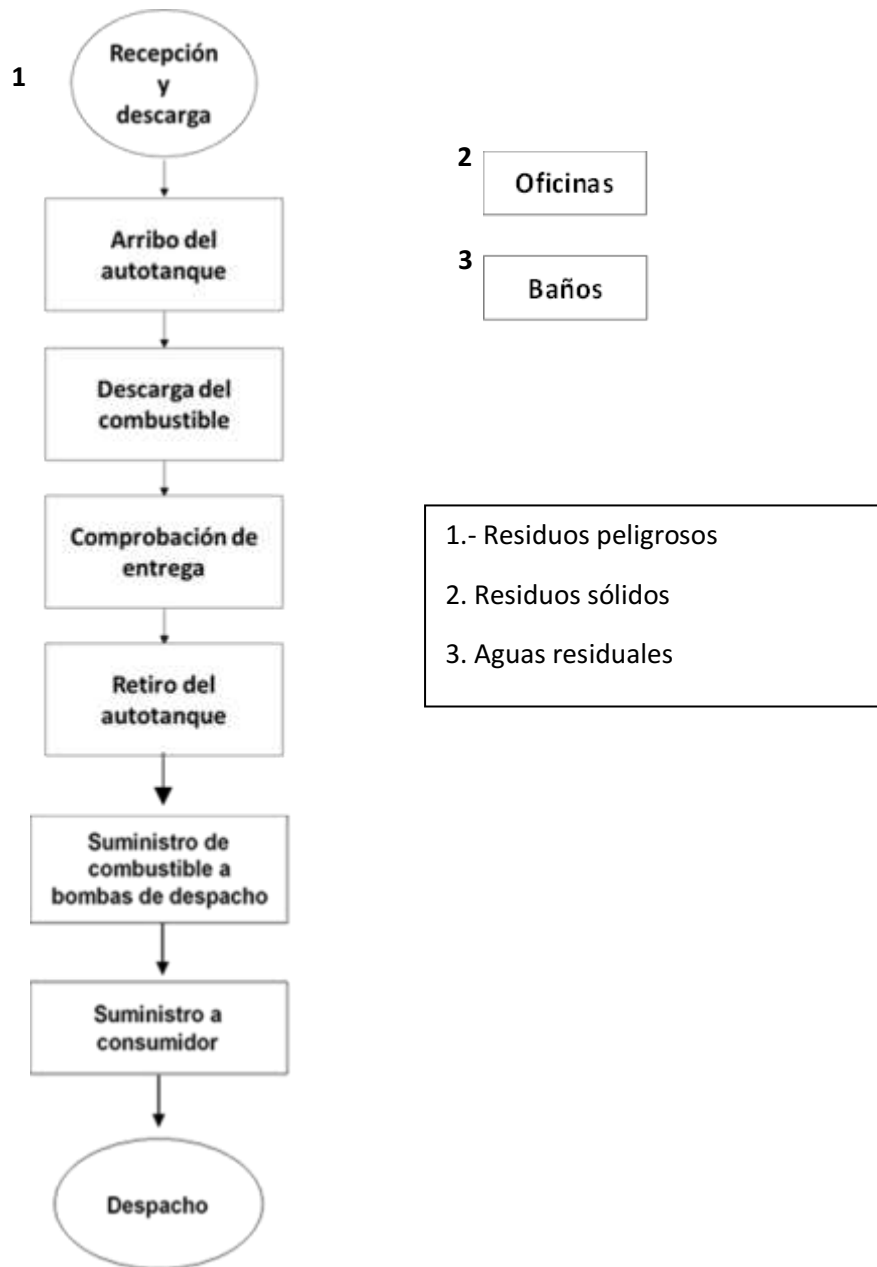 1
Recepción
y
descarga
Arribo del
autotanque
Descarga del
combustible
Comprobación de
entrega
Retiro del
autotanque
Suministro de
combustible a
bombas de despacho
Suministro a
consumidor
Despacho
2
Oficinas
3
Baños
1.- Residuos peligrosos
2. Residuos sólidos
3. Aguas residuales